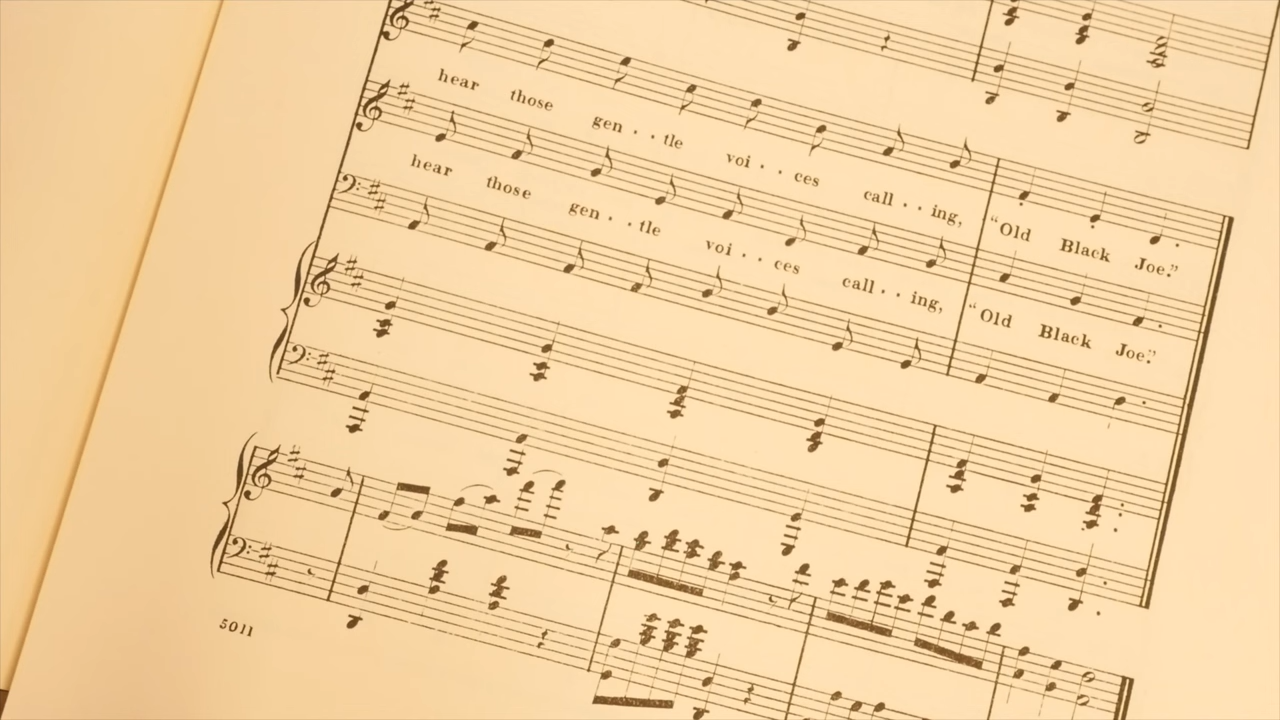 hear those gen . . tle voi . . ces call . . ing, “Old Black Joe.”
hear those gen . . tle voi . . ces call . . ing, “Old Black Joe.”
5011